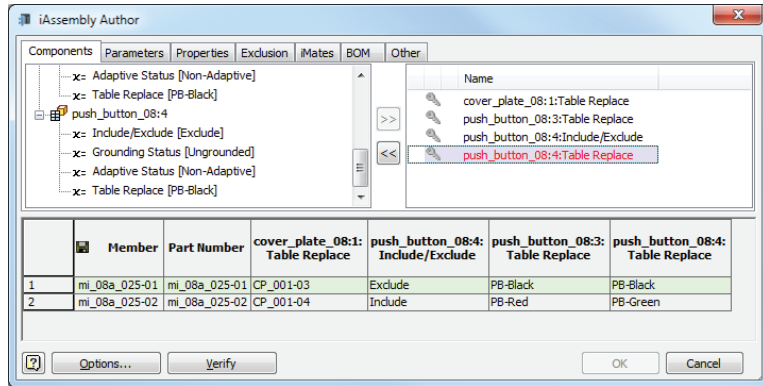 iAssembly Author
Components Parameters Properties Exclusion iMates BOM Other
x= Adaptive Status [Non-Adaptive]
x= Table Replace [PB-Black]
push_button_08:4
x= Include/Exclude [Exclude]
x= Grounding Status [Ungrounded]
x= Adaptive Status [Non-Adaptive]
x= Table Replace [PB-Black]
>>
<<
Name
cover_plate_08:1:Table Replace
push_button_08:3:Table Replace
push_button_08:4:Include/Exclude
push_button_08:4:Table Replace
Member Part Number cover_plate_08:1: Table Replace push_button_08:4: Include/Exclude push_button_08:3: Table Replace push_button_08:4: Table Replace
1 mi_08a_025-01 mi_08a_025-01 CP_001-03 Exclude PB-Black PB-Black
2 mi_08a_025-02 mi_08a_025-02 CP_001-04 Include PB-Red PB-Green
? Options... Verify OK Cancel